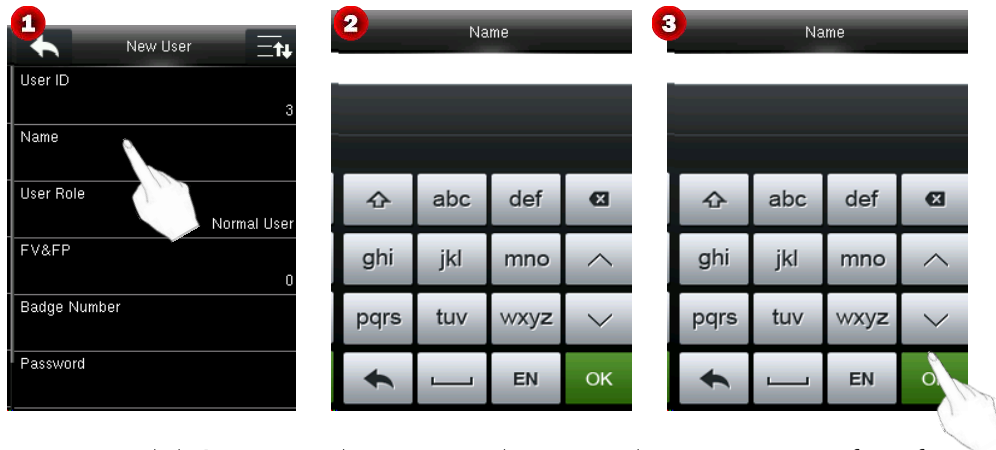 1
New User
User ID
3
Name
User Role
Normal User
FV&FP
0
Badge Number
Password
2
Name
abc def
ghi jkl mno
pqrs tuv wxyz
EN OK
3
Name
abc def
ghi jkl mno
pqrs tuv wxyz
EN